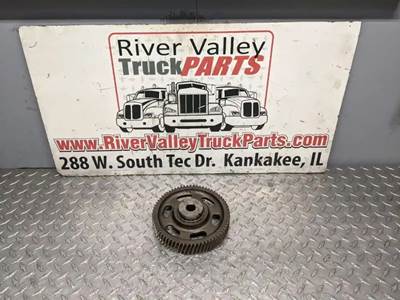 River Valley
TruckPARTS
www.RiverValleyTruckParts.com
288 W. South Tec Dr. Kankakee, IL